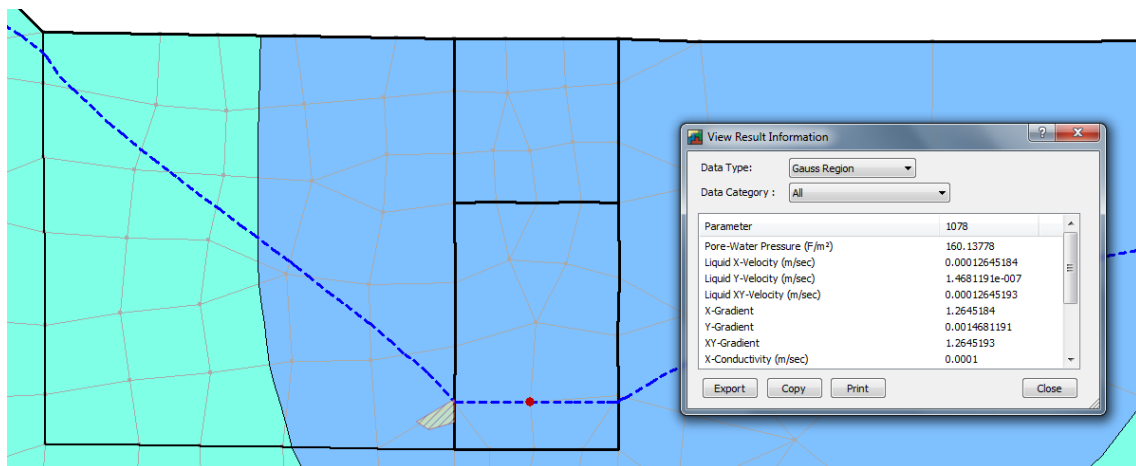 View Result Information
Data Type: Gauss Region
Data Category : All
Parameter 1078
Pore-Water Pressure (F/m²) 160.13778
Liquid X-Velocity (m/sec) 0.00012645184
Liquid Y-Velocity (m/sec) 1.4681191e-007
Liquid XY-Velocity (m/sec) 0.00012645193
X-Gradient 1.2645184
Y-Gradient 0.0014681191
XY-Gradient 1.2645193
X-Conductivity (m/sec) 0.0001
Export Copy Print Close